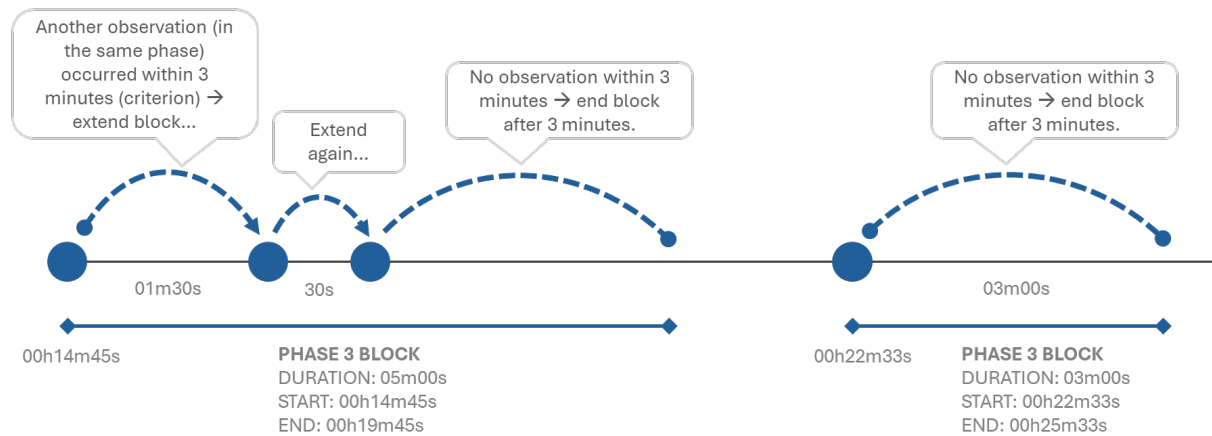 Another observation (in
the same phase)
occurred within 3
minutes (criterion) →
extend block...
Extend
again...
No observation within 3
minutes → end block
after 3 minutes.
No observation within 3
minutes → end block
after 3 minutes.
01m30s
30s
03m00s
00h14m45s
PHASE 3 BLOCK
DURATION: 05m00s
START: 00h14m45s
END: 00h19m45s
00h22m33s
PHASE 3 BLOCK
DURATION: 03m00s
START: 00h22m33s
END: 00h25m33s